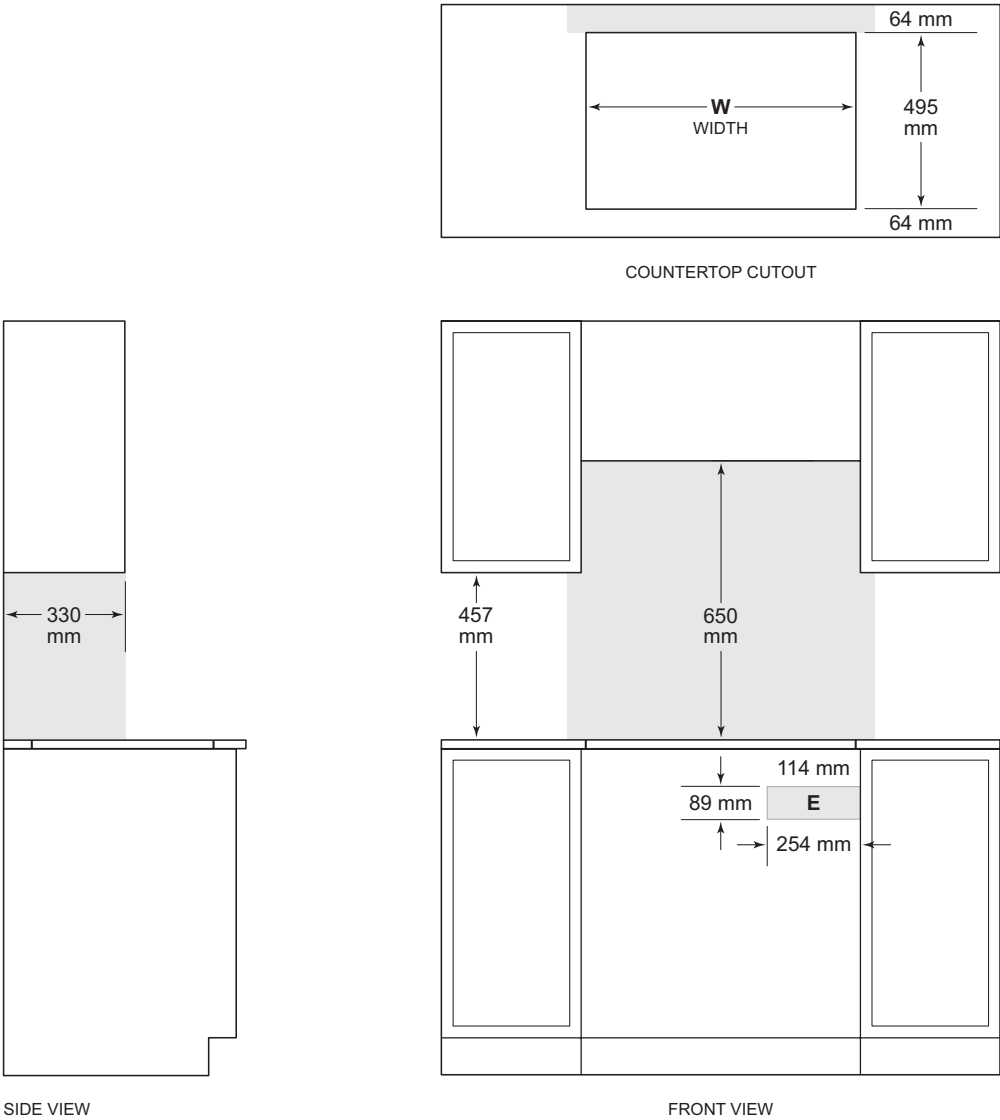 64 mm
W
WIDTH
495
mm
64 mm
COUNTERTOP CUTOUT
330
mm
457
mm
650
mm
114 mm
89 mm
E
254 mm
SIDE VIEW
FRONT VIEW